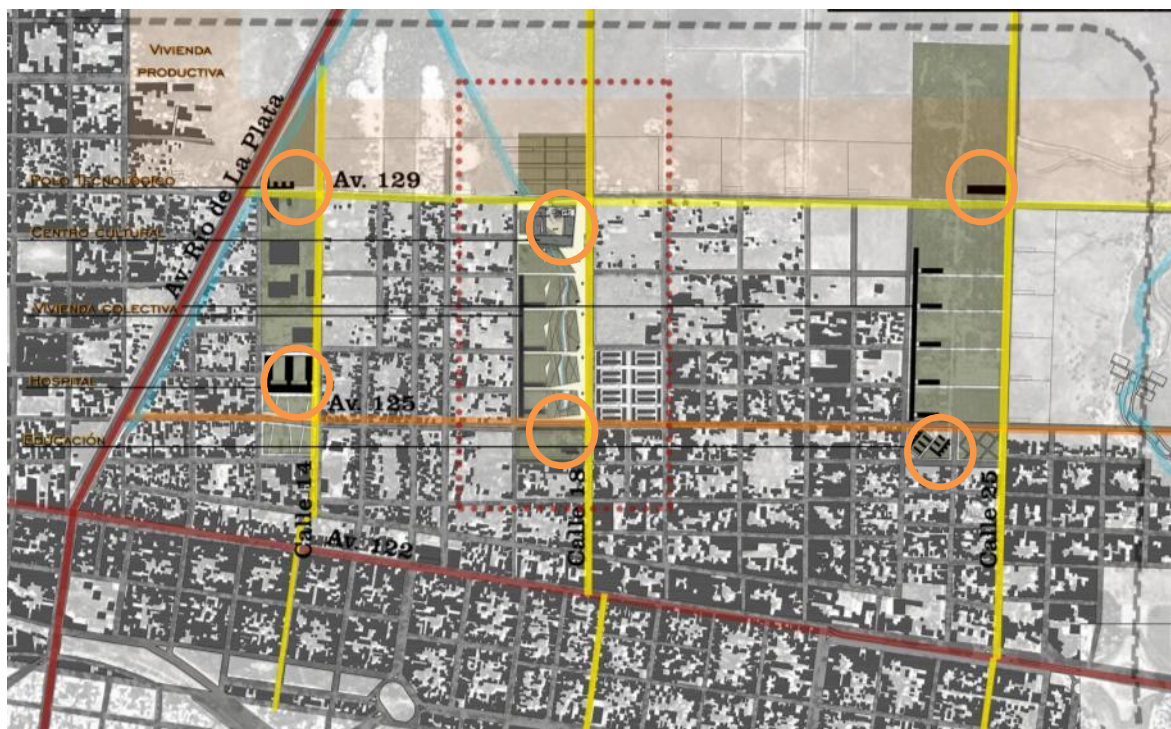 Vivienda
productiva
Av. Río de La Plata
Polo Tecnológico
Av. 129
Centro cultural
Vivienda colectiva
Hospital
Av. 125
Educación
Calle 14
Calle 18
Calle 25
Av. 122